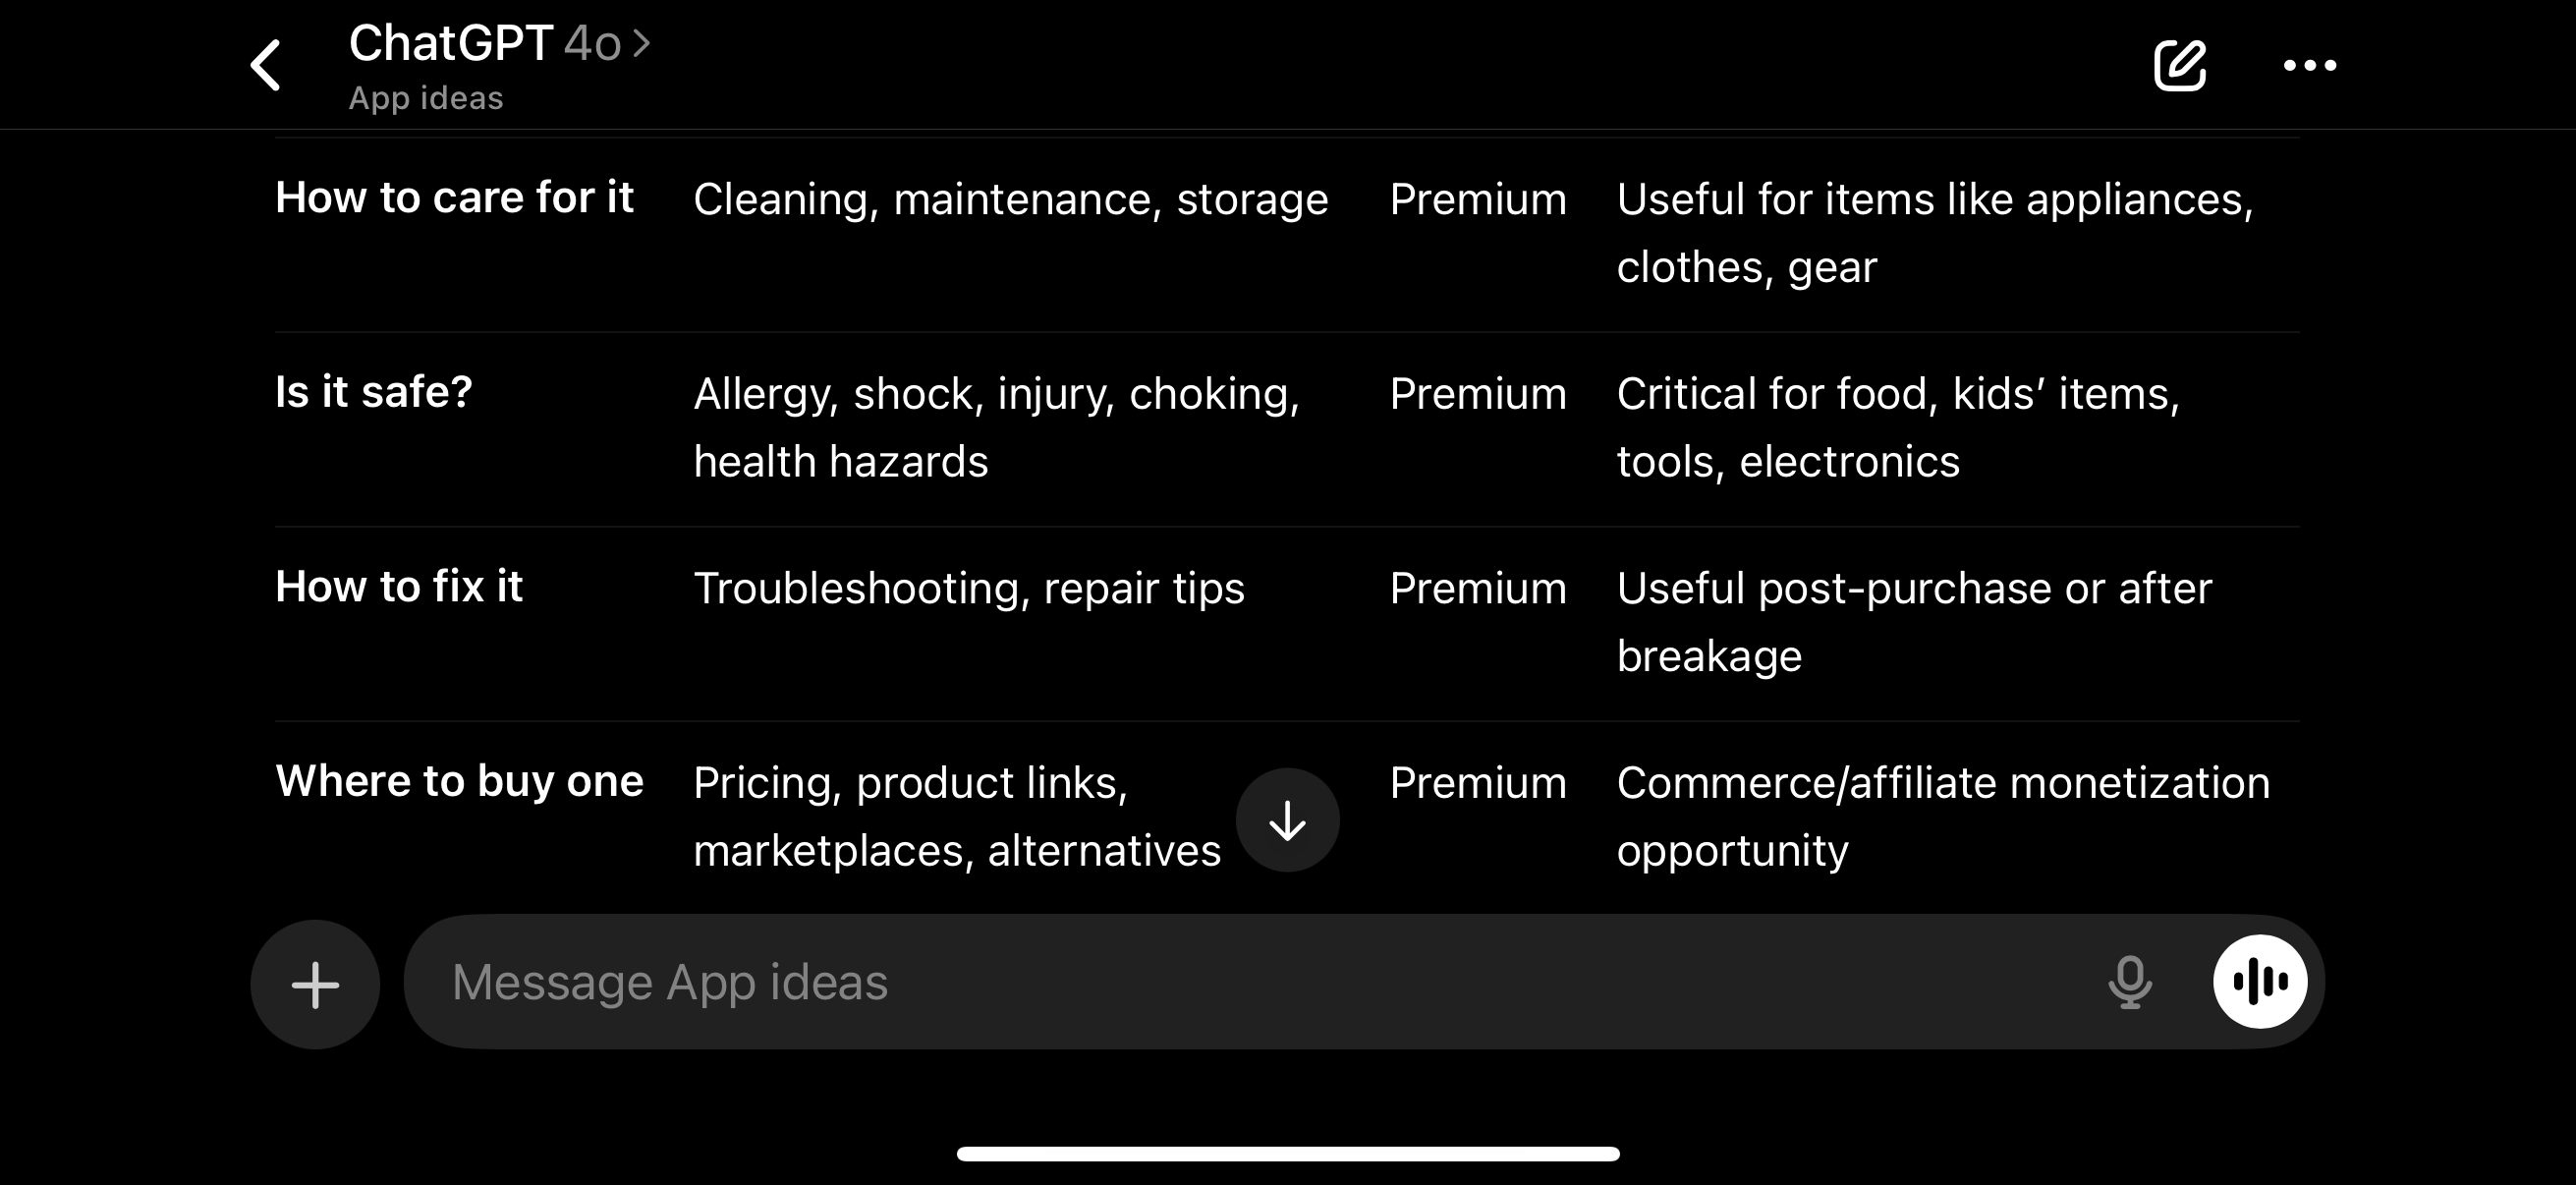 ChatGPT 4o >
App ideas
How to care for it Cleaning, maintenance, storage Premium Useful for items like appliances,
clothes, gear
Is it safe? Allergy, shock, injury, choking, Premium Critical for food, kids’ items,
health hazards tools, electronics
How to fix it Troubleshooting, repair tips Premium Useful post-purchase or after
breakage
Where to buy one Pricing, product links, Premium Commerce/affiliate monetization
marketplaces, alternatives opportunity
Message App ideas